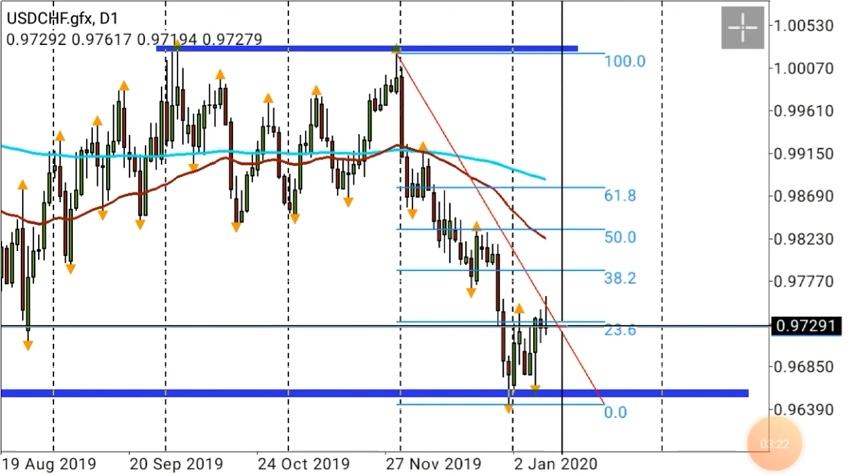 USDCHF.gfx, D1
0.97292 0.97617 0.97194 0.97279
1.00530
1.00070
0.99610
0.99150
0.98690
0.98230
0.97770
0.97291
0.96850
0.96390
100.0
61.8
50.0
38.2
23.6
0.0
19 Aug 2019
20 Sep 2019
24 Oct 2019
27 Nov 2019
2 Jan 2020
03:22